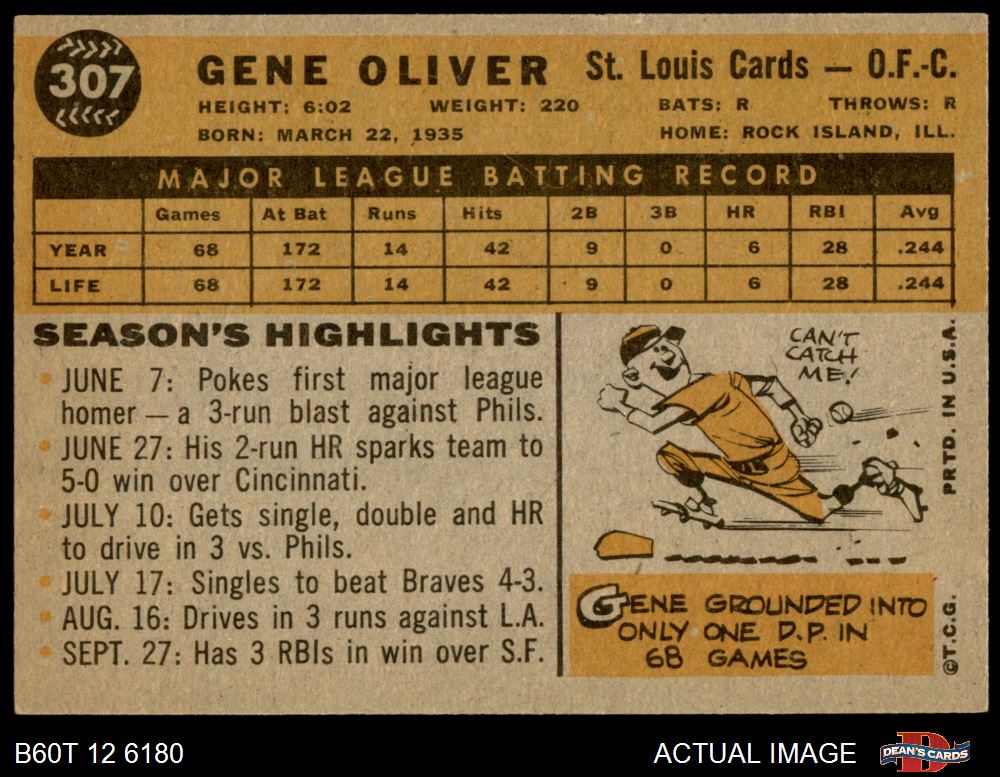 307
GENE OLIVER St. Louis Cards — O.F.-C.
HEIGHT: 6:02 WEIGHT: 220 BATS: R THROWS: R
BORN: MARCH 22, 1935 HOME: ROCK ISLAND, ILL.
MAJOR LEAGUE BATTING RECORD
Games At Bat Runs Hits 2B 3B HR RBI Avg
YEAR 68 172 14 42 9 0 6 28 .244
LIFE 68 172 14 42 9 0 6 28 .244
SEASON'S HIGHLIGHTS
• JUNE 7: Pokes first major league
homer — a 3-run blast against Phils.
• JUNE 27: His 2-run HR sparks team to
5-0 win over Cincinnati.
• JULY 10: Gets single, double and HR
to drive in 3 vs. Phils.
• JULY 17: Singles to beat Braves 4-3.
• AUG. 16: Drives in 3 runs against L.A.
• SEPT. 27: Has 3 RBIs in win over S.F.
CAN'T
CATCH
ME!
GENE GROUNDED INTO
ONLY ONE D.P. IN
68 GAMES
PRTD. IN U.S.A.
©T.C.G.
B60T 12 6180 ACTUAL IMAGE DEAN'S CARDS